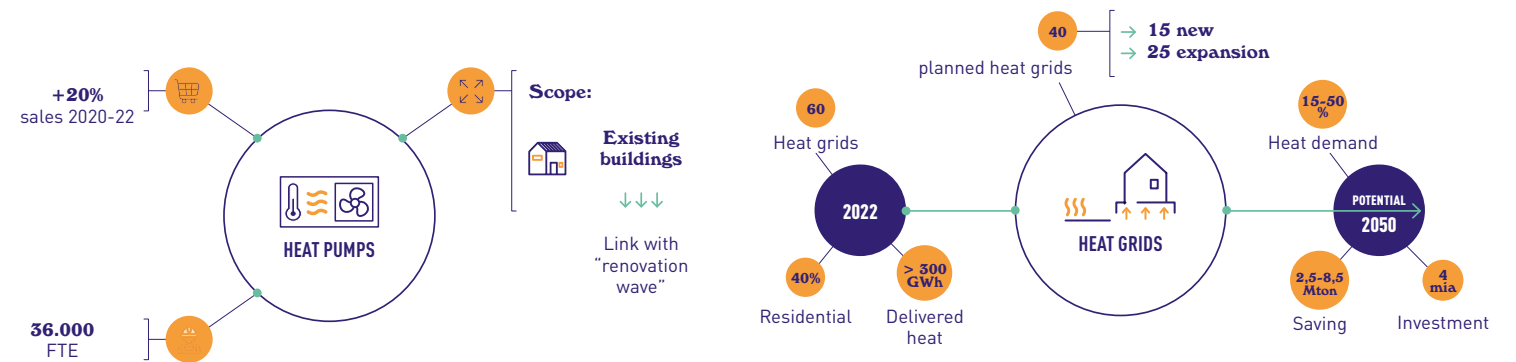 +20%
sales 2020-22
Scope:
Existing
buildings
Link with
“renovation
wave”
HEAT PUMPS
36.000
FTE
40
15 new
25 expansion
planned heat grids
60
Heat grids
2022
40%
Residential
> 300
GWh
Delivered
heat
HEAT GRIDS
15-50
%
Heat demand
POTENTIAL
2050
2,5-8,5
Mton
Saving
4
mia
Investment